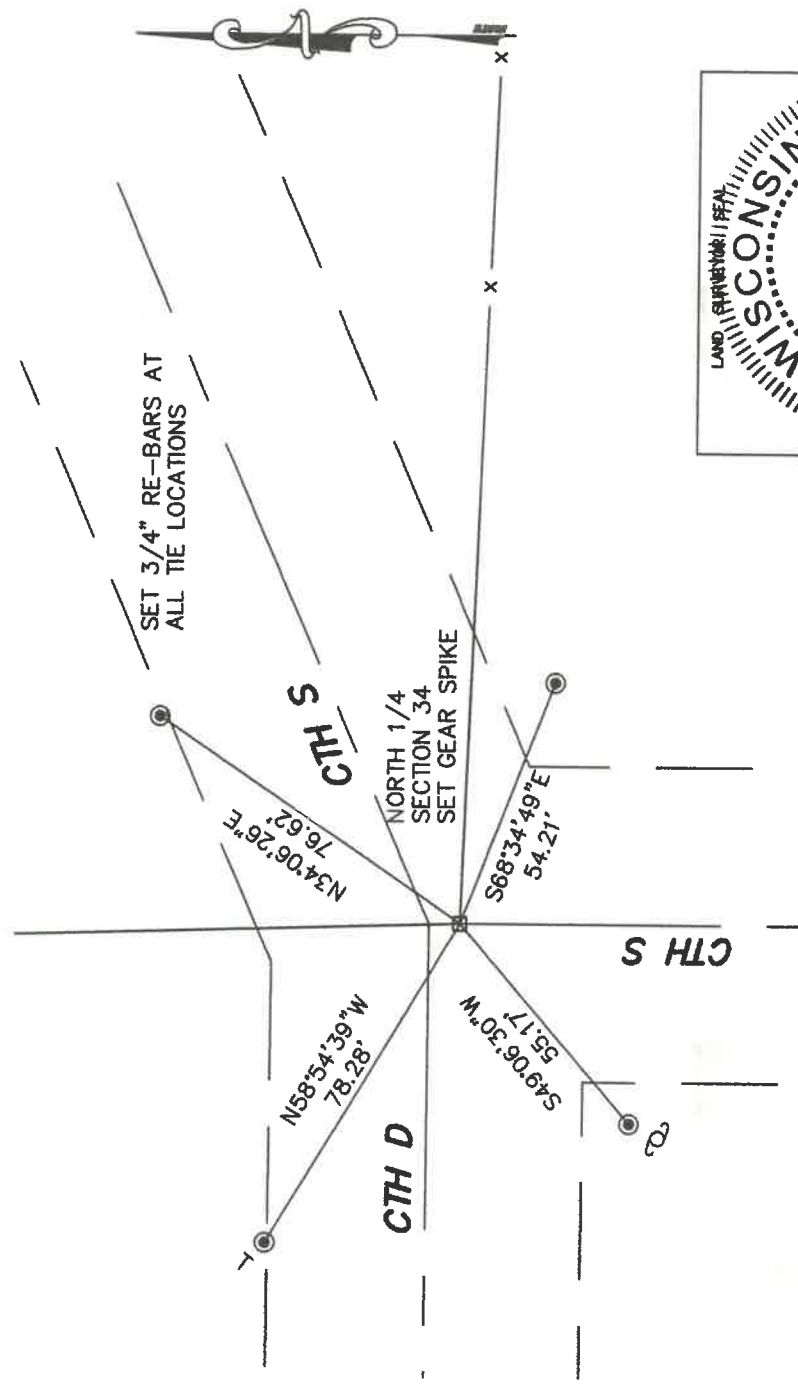 SET 3/4" RE-BARS AT
ALL TIE LOCATIONS
CTH S
N34°06'26"E
76.62'
NORTH 1/4
SECTION 34
SET GEAR SPIKE
N58°54'39"W
78.28'
S68°34'49"E
54.21'
CTH D
S49°06'30"W
55.17'
CTH S
LAND SURVEYOR SEAL
WISCONSIN